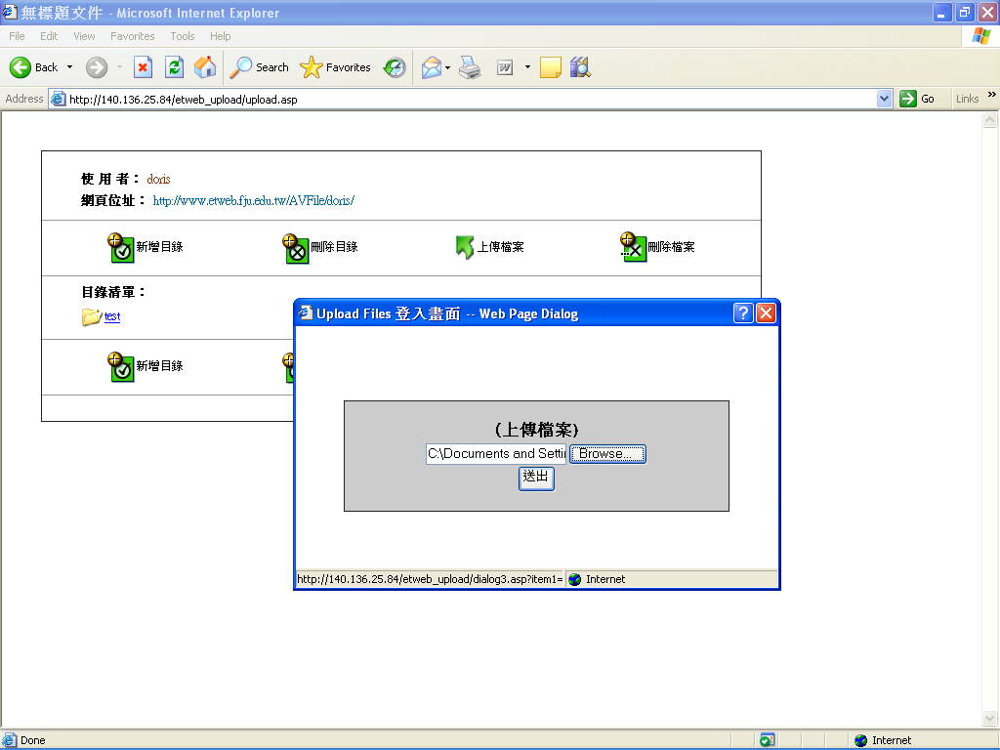 無標題文件 - Microsoft Internet Explorer
File Edit View Favorites Tools Help
Back Search Favorites
Address http://140.136.25.84/etweb_upload/upload.asp Go Links »
使 用 者： doris
網頁位址： http://www.etweb.fju.edu.tw/AVFile/doris/
新增目錄 刪除目錄 上傳檔案 刪除檔案
目錄清單：
test
新增目錄
Upload Files 登入畫面 -- Web Page Dialog
(上傳檔案)
C:\Documents and Setti Browse...
送出
http://140.136.25.84/etweb_upload/dialog3.asp?item1= Internet
Done Internet